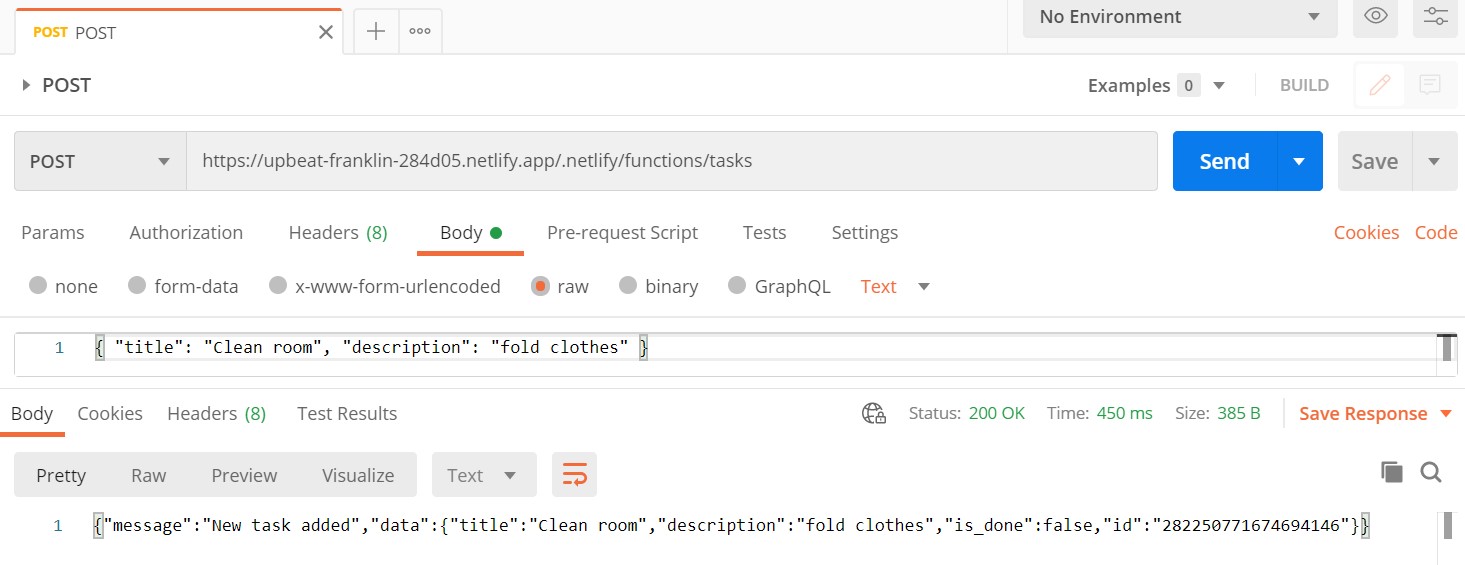 POST POST
No Environment
POST
Examples 0
BUILD
POST
https://upbeat-franklin-284d05.netlify.app/.netlify/functions/tasks
Send
Save
Params Authorization Headers (8) Body Pre-request Script Tests Settings Cookies Code
none form-data x-www-form-urlencoded raw binary GraphQL Text
1 { "title": "Clean room", "description": "fold clothes" }
Body Cookies Headers (8) Test Results Status: 200 OK Time: 450 ms Size: 385 B Save Response
Pretty Raw Preview Visualize Text
1 {"message":"New task added","data":{"title":"Clean room","description":"fold clothes","is_done":false,"id":"282250771674694146"}}